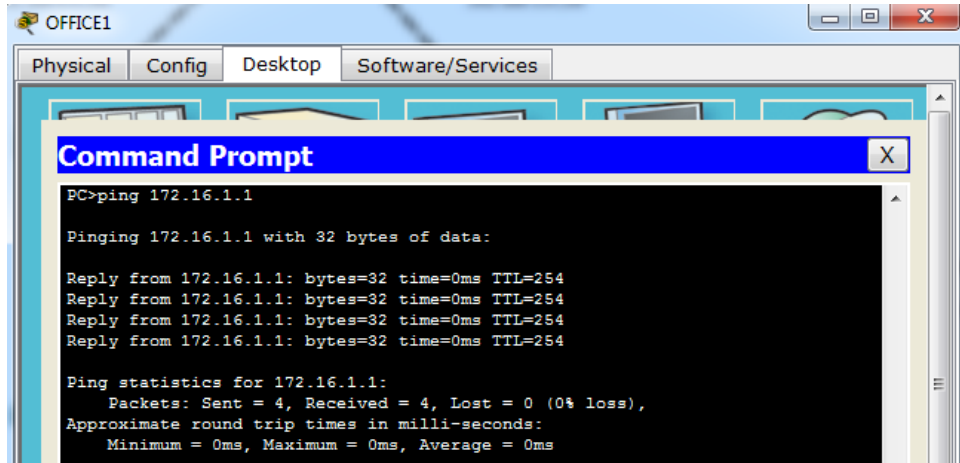 OFFICE1
Physical Config Desktop Software/Services
Command Prompt X
PC>ping 172.16.1.1
Pinging 172.16.1.1 with 32 bytes of data:
Reply from 172.16.1.1: bytes=32 time=0ms TTL=254
Reply from 172.16.1.1: bytes=32 time=0ms TTL=254
Reply from 172.16.1.1: bytes=32 time=0ms TTL=254
Reply from 172.16.1.1: bytes=32 time=0ms TTL=254
Ping statistics for 172.16.1.1:
Packets: Sent = 4, Received = 4, Lost = 0 (0% loss),
Approximate round trip times in milli-seconds:
Minimum = 0ms, Maximum = 0ms, Average = 0ms